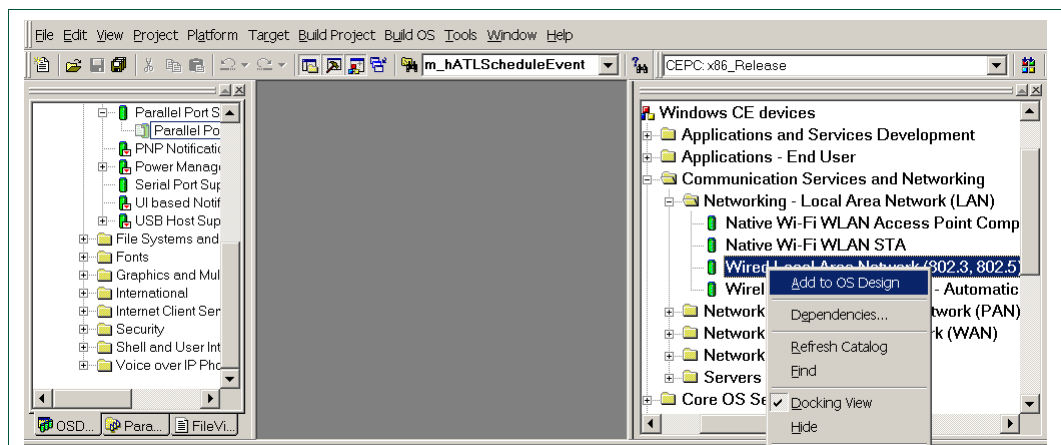 File Edit View Project Platform Target Build Project Build OS Tools Window Help
m_hATLScheduleEvent
CEPC: x86_Release
Parallel Port S
Parallel Po
PNP Notificatio
Power Manag
Serial Port Sup
UI based Notif
USB Host Sup
File Systems and
Fonts
Graphics and Mul
International
Internet Client Ser
Security
Shell and User Int
Voice over IP Pho
OSD... Para... FileVi...
Windows CE devices
Applications and Services Development
Applications - End User
Communication Services and Networking
Networking - Local Area Network (LAN)
Native Wi-Fi WLAN Access Point Comp
Native Wi-Fi WLAN STA
Wired Local Area Network (802.3, 802.5)
Wirel - Automatic
Network twork (PAN)
Network rk (WAN)
Network
Servers
Core OS Se
Add to OS Design
Dependencies...
Refresh Catalog
Find
Docking View
Hide